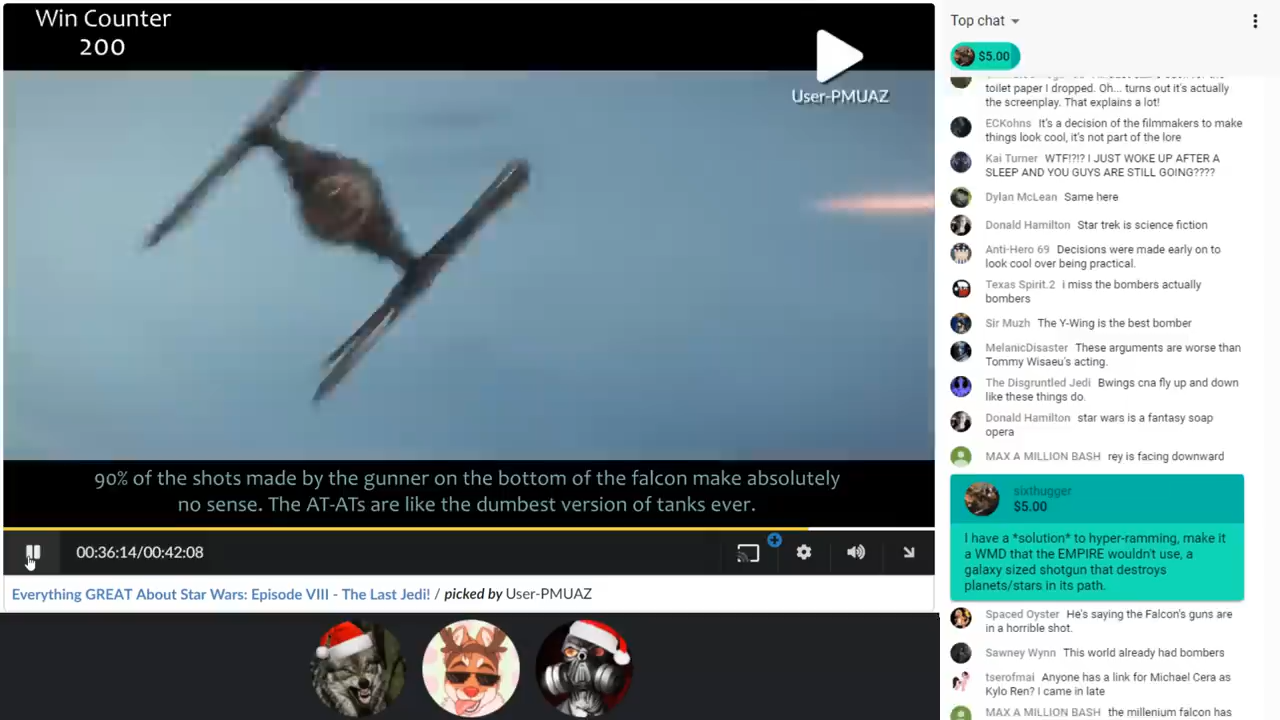 Win Counter
200
User-PMUAZ
90% of the shots made by the gunner on the bottom of the falcon make absolutely
no sense. The AT-ATs are like the dumbest version of tanks ever.
00:36:14/00:42:08
Everything GREAT About Star Wars: Episode VIII - The Last Jedi! / picked by User-PMUAZ
Top chat
$5.00
toilet paper I dropped. Oh... turns out it's actually
the screenplay. That explains a lot!
ECKohns It's a decision of the filmmakers to make
things look cool, it's not part of the lore
Kai Turner WTF!?!? I JUST WOKE UP AFTER A
SLEEP AND YOU GUYS ARE STILL GOING????
Dylan McLean Same here
Donald Hamilton Star trek is science fiction
Anti-Hero 69 Decisions were made early on to
look cool over being practical.
Texas Spirit.2 i miss the bombers actually
bombers
Sir Muzh The Y-Wing is the best bomber
MelanicDisaster These arguments are worse than
Tommy Wisaeu's acting.
The Disgruntled Jedi Bwings cna fly up and down
like these things do.
Donald Hamilton star wars is a fantasy soap
opera
MAX A MILLION BASH rey is facing downward
sixthugger
$5.00
I have a *solution* to hyper-ramming, make it
a WMD that the EMPIRE wouldn't use, a
galaxy sized shotgun that destroys
planets/stars in its path.
Spaced Oyster He's saying the Falcon's guns are
in a horrible shot.
Sawney Wynn This world already had bombers
tserofmai Anyone has a link for Michael Cera as
Kylo Ren? I came in late
MAX A MILLION BASH the millenium falcon has